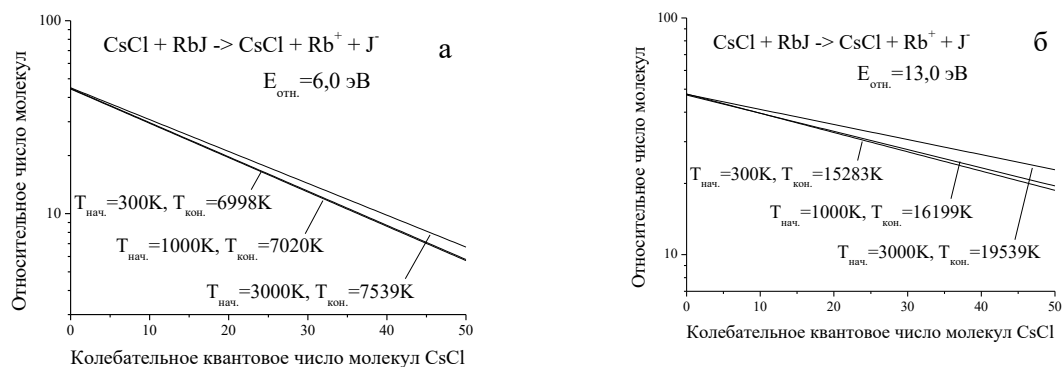 100
CsCl + RbJ -> CsCl + Rb⁺ + J⁻
а
Eотн.=6,0 эВ
Относительное число молекул
Tнач.=300K, Tкон.=6998K
10
Tнач.=1000K, Tкон.=7020K
Tнач.=3000K, Tкон.=7539K
0 10 20 30 40 50
Колебательное квантовое число молекул CsCl
100
CsCl + RbJ -> CsCl + Rb⁺ + J⁻
б
Eотн.=13,0 эВ
Относительное число молекул
Tнач.=300K, Tкон.=15283K
Tнач.=1000K, Tкон.=16199K
10
Tнач.=3000K, Tкон.=19539K
0 10 20 30 40 50
Колебательное квантовое число молекул CsCl